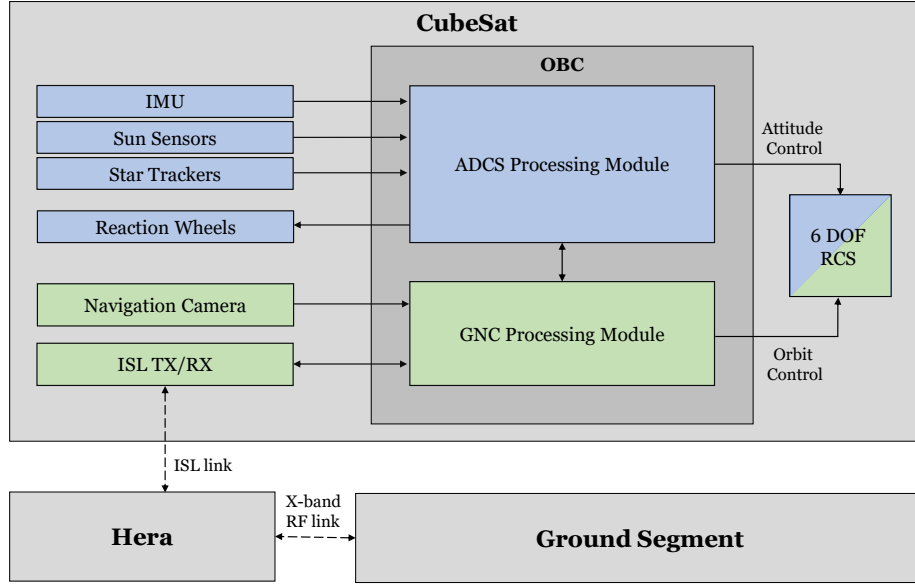 CubeSat
OBC
IMU
Sun Sensors
Star Trackers
Reaction Wheels
ADCS Processing Module
Attitude
Control
6 DOF
RCS
Navigation Camera
ISL TX/RX
GNC Processing Module
Orbit
Control
ISL link
Hera
X-band
RF link
Ground Segment